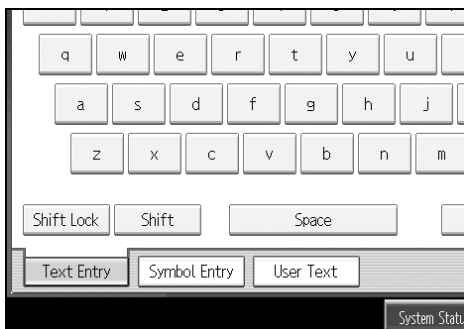 q w e r t y u
a s d f g h j
z x c v b n m
Shift Lock Shift Space
Text Entry Symbol Entry User Text
System Statu